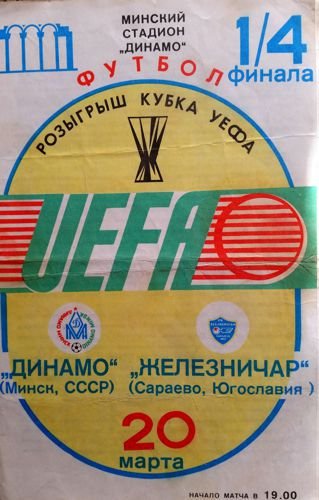 МИНСКИЙ
СТАДИОН
„ДИНАМО“
1/4
ФУТБОЛ
финала
РОЗЫГРЫШ КУБКА УЕФА
UEFA
„ДИНАМО“
(Минск, СССР)
„ЖЕЛЕЗНИЧАР“
(Сараево, Югославия)
20
марта
НАЧАЛО МАТЧА В 19.00